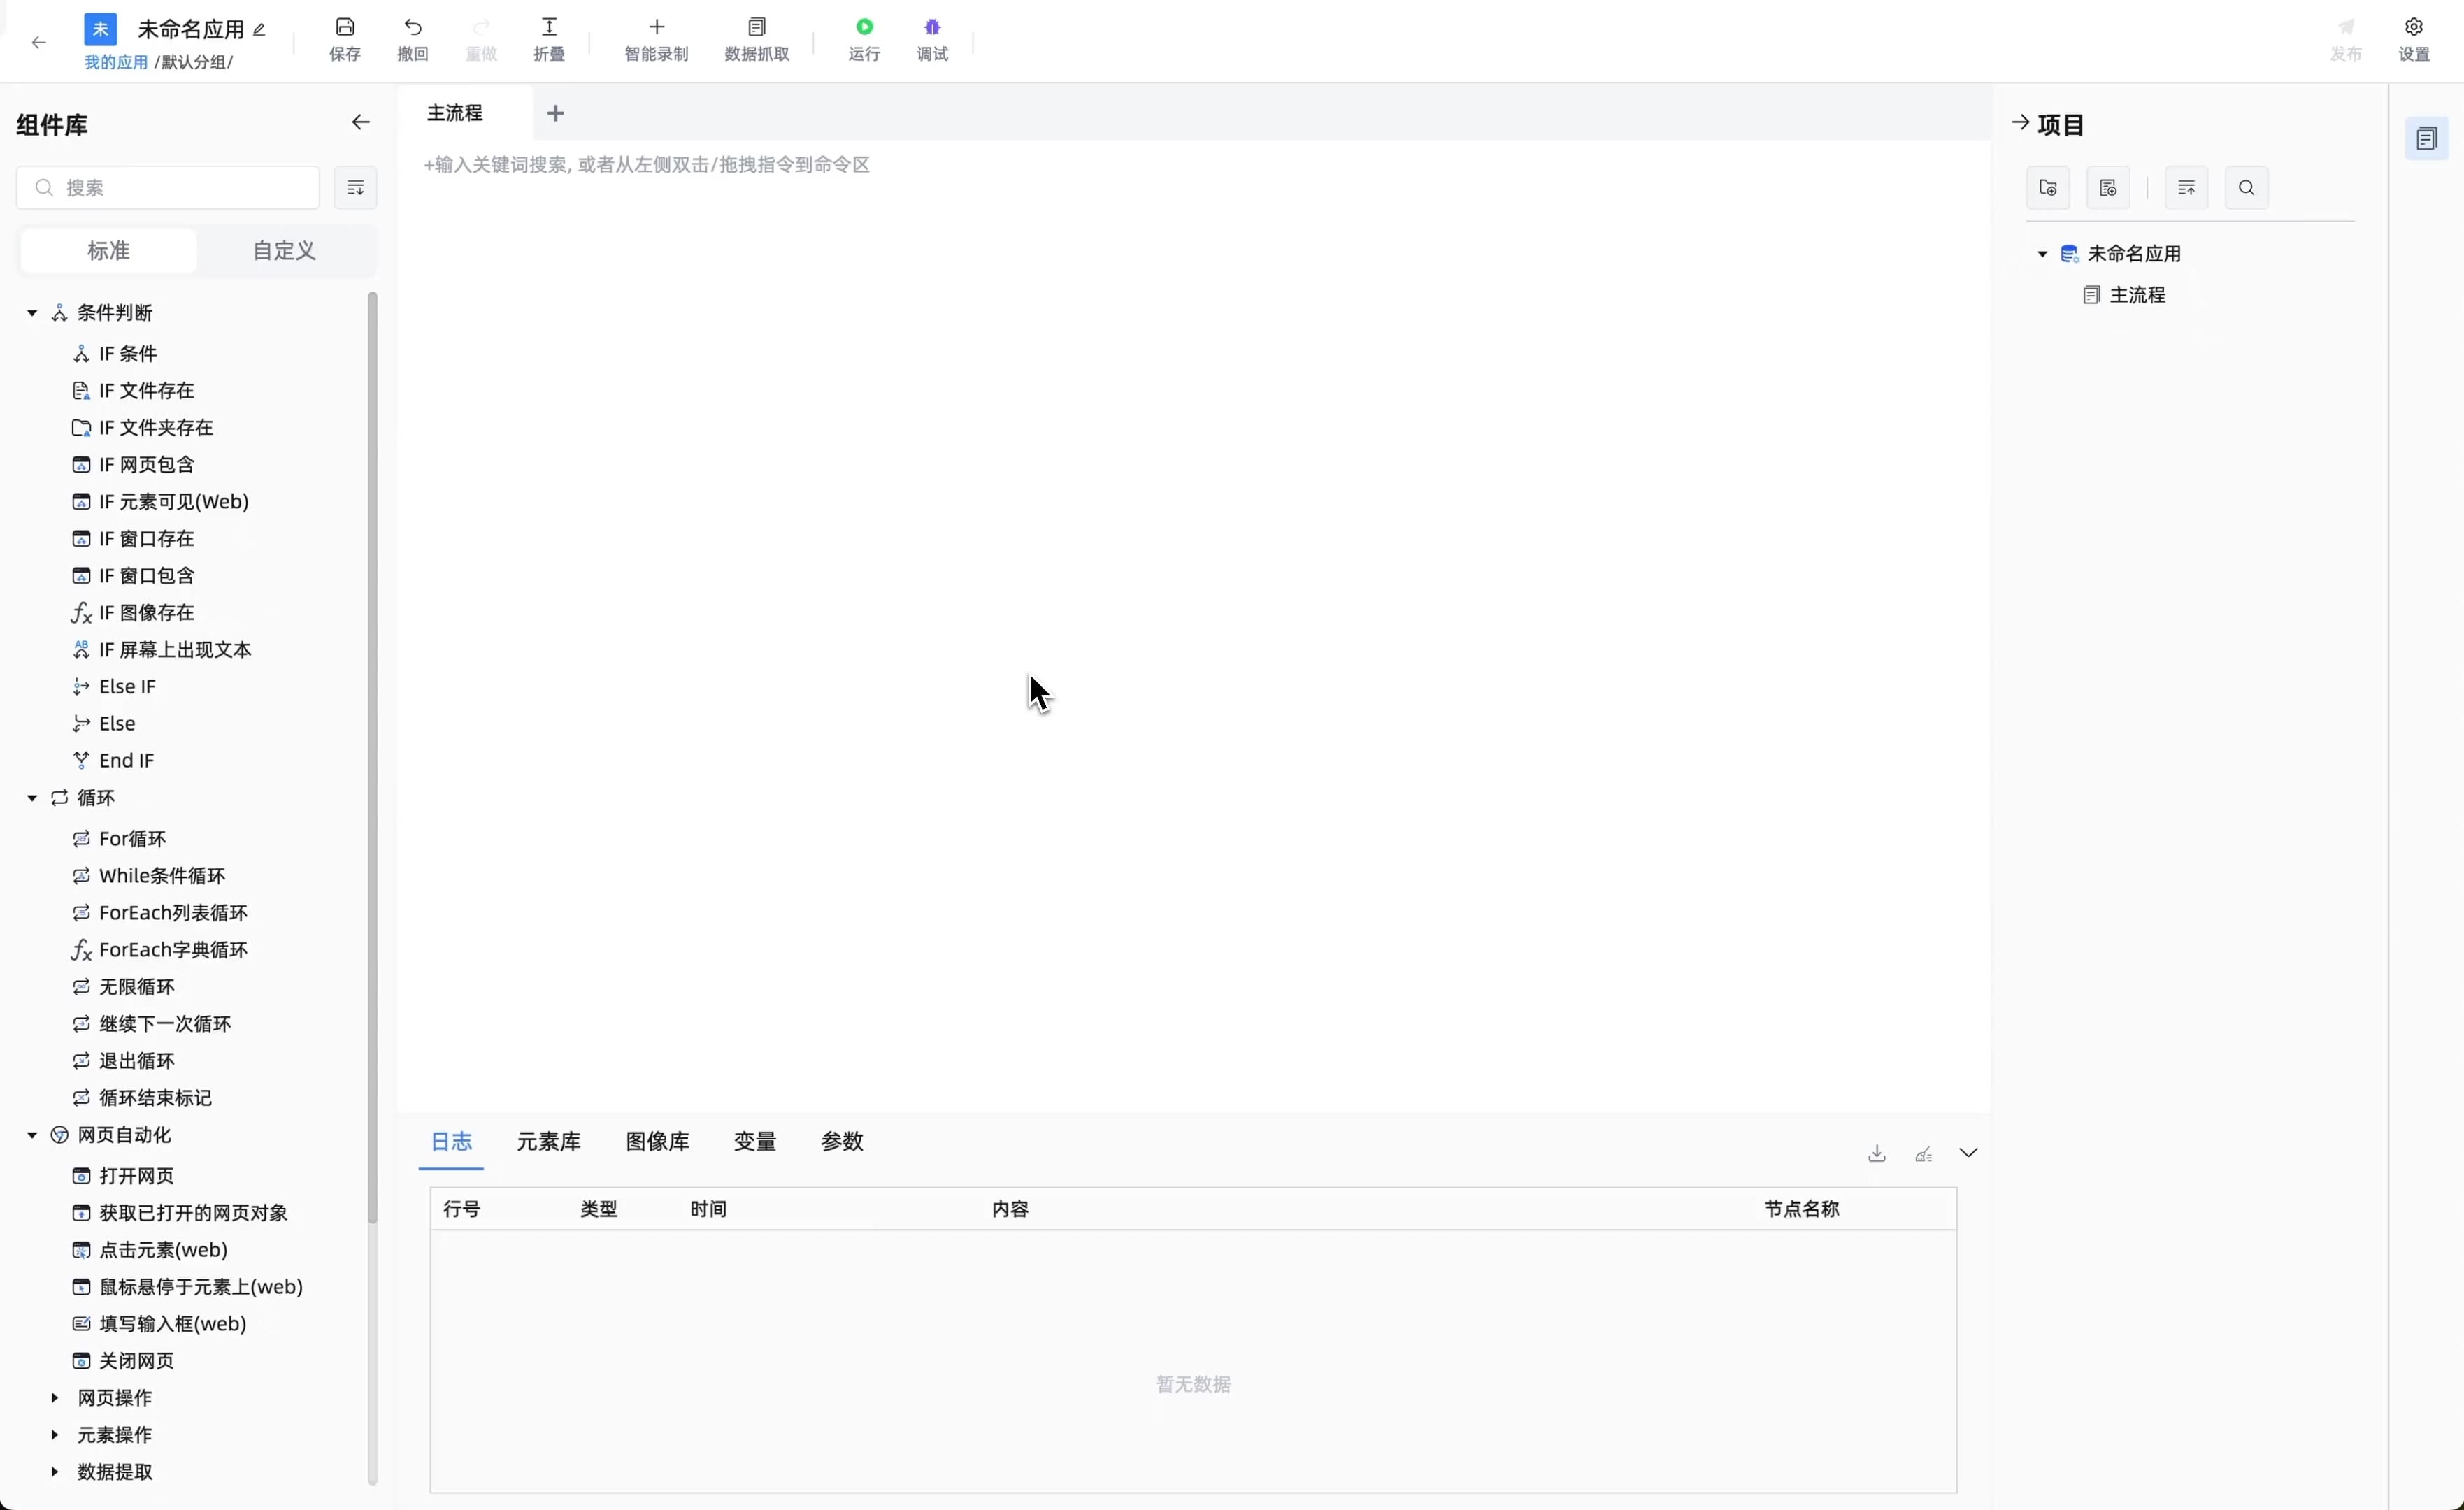 未 未命名应用
我的应用 /默认分组/
保存 撤回 重做 折叠 智能录制 数据抓取 运行 调试 发布 设置
组件库
搜索
标准 自定义
条件判断
IF 条件
IF 文件存在
IF 文件夹存在
IF 网页包含
IF 元素可见(Web)
IF 窗口存在
IF 窗口包含
IF 图像存在
IF 屏幕上出现文本
Else IF
Else
End IF
循环
For循环
While条件循环
ForEach列表循环
ForEach字典循环
无限循环
继续下一次循环
退出循环
循环结束标记
网页自动化
打开网页
获取已打开的网页对象
点击元素(web)
鼠标悬停于元素上(web)
填写输入框(web)
关闭网页
网页操作
元素操作
数据提取
主流程
+输入关键词搜索, 或者从左侧双击/拖拽指令到命令区
日志 元素库 图像库 变量 参数
行号 类型 时间 内容 节点名称
暂无数据
项目
未命名应用
主流程